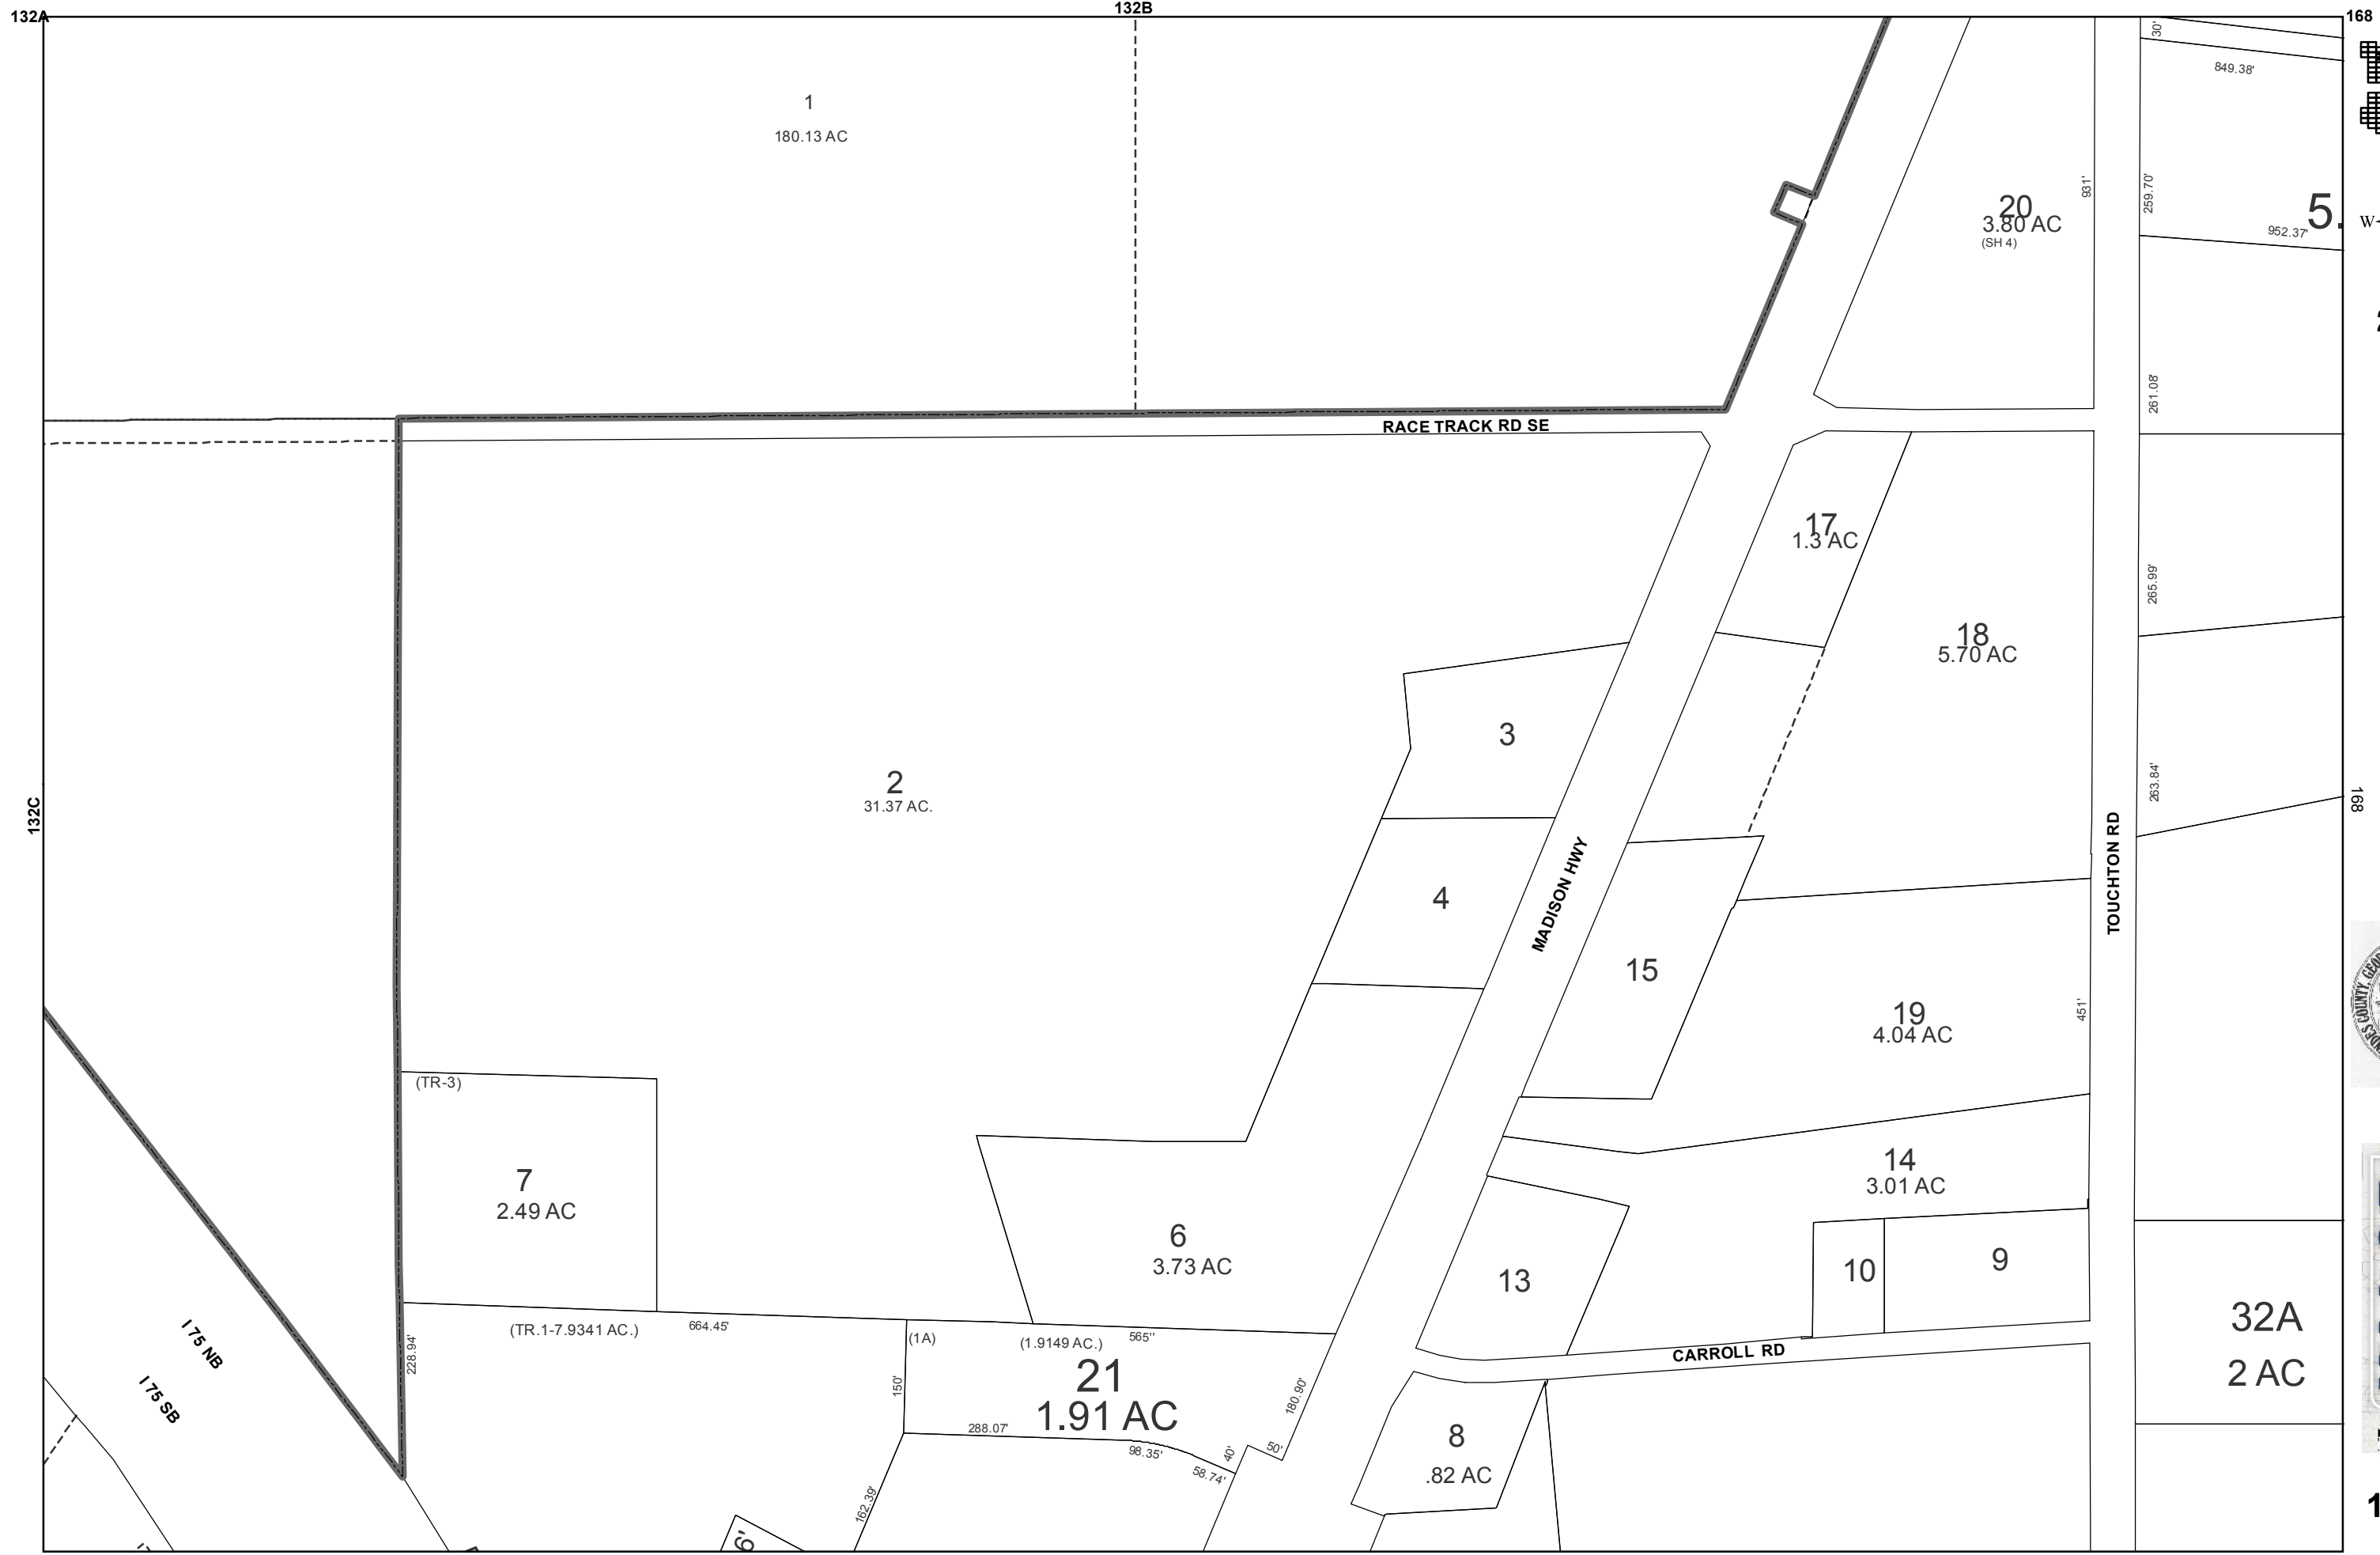 132A
132B
168
1
180.13 AC
30'
849.38'
20
3.80 AC
(SH 4)
931'
259.70'
5.
952.37'
W
261.08'
RACE TRACK RD SE
17
1.3 AC
265.99'
18
5.70 AC
3
2
31.37 AC.
132C
263.84'
168
4
MADISON HWY
TOUCHTON RD
15
19
4.04 AC
451'
NDES COUNTY, GEOR
(TR-3)
7
2.49 AC
14
3.01 AC
6
3.73 AC
13
10
9
I 75 NB
I 75 SB
228.94'
(TR.1-7.9341 AC.)
664.45'
(1A)
(1.9149 AC.)
565''
21
1.91 AC
150'
180.90'
CARROLL RD
32A
2 AC
288.07'
98.35'
58.74'
40'
50'
8
.82 AC
162.39'
6'
1